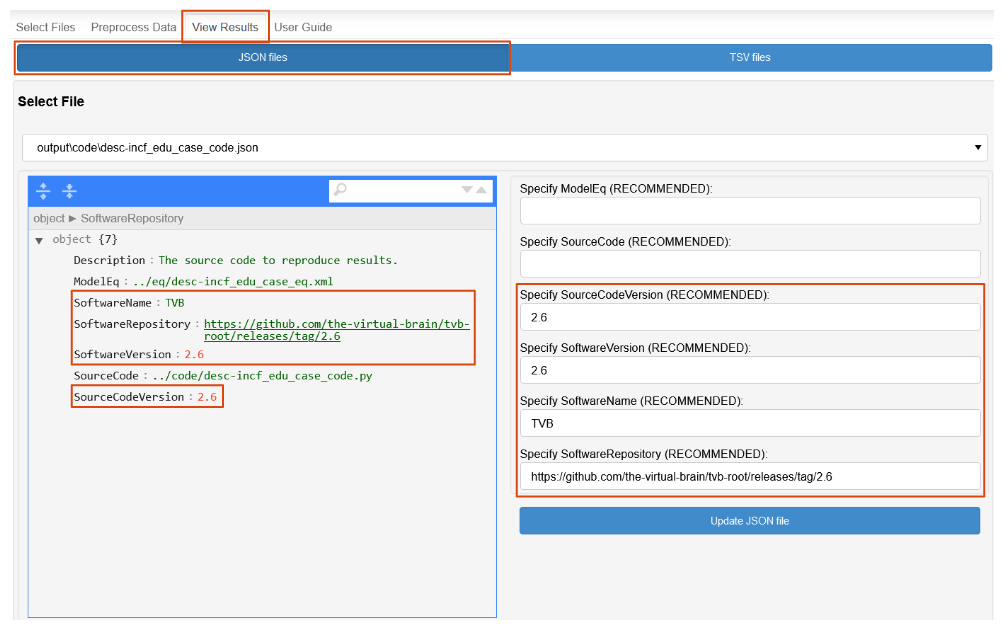 Select Files Preprocess Data View Results User Guide
JSON files TSV files
Select File
output\code\desc-incf_edu_case_code.json
object ► SoftwareRepository
object {7}
Description : The source code to reproduce results.
ModelEq : ../eq/desc-incf_edu_case_eq.xml
SoftwareName : TVB
SoftwareRepository : https://github.com/the-virtual-brain/tvb-
root/releases/tag/2.6
SoftwareVersion : 2.6
SourceCode : ../code/desc-incf_edu_case_code.py
SourceCodeVersion : 2.6
Specify ModelEq (RECOMMENDED):
Specify SourceCode (RECOMMENDED):
Specify SourceCodeVersion (RECOMMENDED):
2.6
Specify SoftwareVersion (RECOMMENDED):
2.6
Specify SoftwareName (RECOMMENDED):
TVB
Specify SoftwareRepository (RECOMMENDED):
https://github.com/the-virtual-brain/tvb-root/releases/tag/2.6
Update JSON file